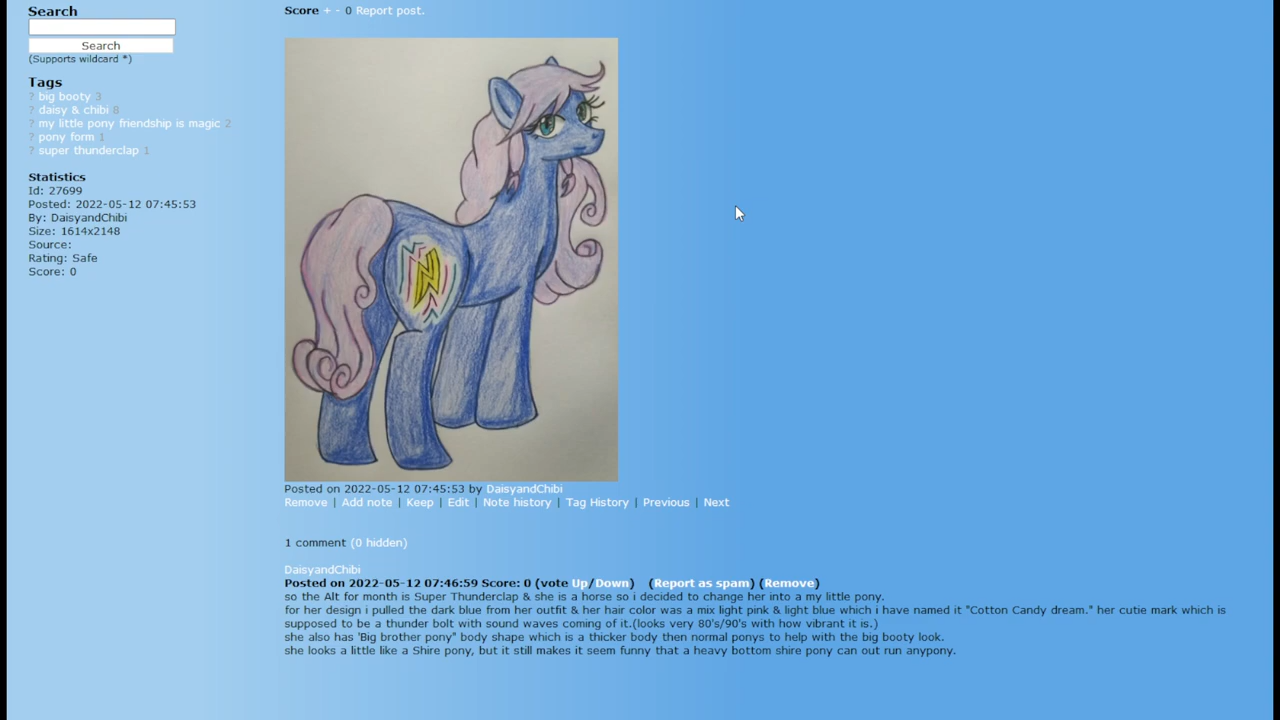 Search
Search
(Supports wildcard *)
Tags
? big booty 3
? daisy & chibi 8
? my little pony friendship is magic 2
? pony form 1
? super thunderclap 1
Statistics
Id: 27699
Posted: 2022-05-12 07:45:53
By: DaisyandChibi
Size: 1614x2148
Source:
Rating: Safe
Score: 0
Score + - 0 Report post.
Posted on 2022-05-12 07:45:53 by DaisyandChibi
Remove | Add note | Keep | Edit | Note history | Tag History | Previous | Next
1 comment (0 hidden)
DaisyandChibi
Posted on 2022-05-12 07:46:59 Score: 0 (vote Up/Down) (Report as spam) (Remove)
so the Alt for month is Super Thunderclap & she is a horse so i decided to change her into a my little pony.
for her design i pulled the dark blue from her outfit & her hair color was a mix light pink & light blue which i have named it "Cotton Candy dream." her cutie mark which is
supposed to be a thunder bolt with sound waves coming of it.(looks very 80's/90's with how vibrant it is.)
she also has 'Big brother pony" body shape which is a thicker body then normal ponys to help with the big booty look.
she looks a little like a Shire pony, but it still makes it seem funny that a heavy bottom shire pony can out run anypony.